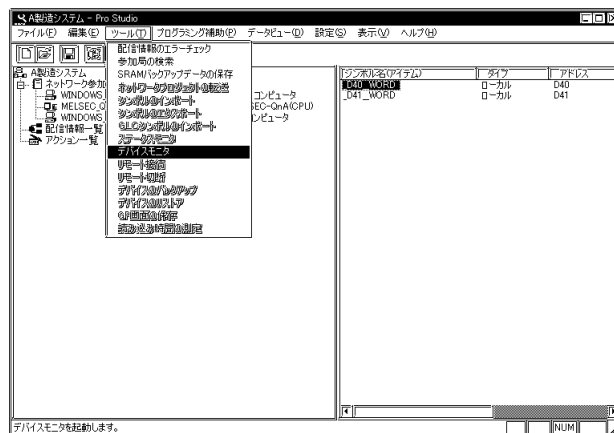 A製造システム - Pro Studio
ファイル(F) 編集(E) ツール(T) プログラミング補助(P) データビュー(D) 設定(S) 表示(V) ヘルプ(H)
配信情報のエラーチェック
参加局の検索
SRAMバックアップデータの保存
ネットワークプロジェクトの転送
シンボルのインポート
シンボルのエクスポート
GLCシンボルのインポート
ステータスモニタ
デバイスモニタ
リモート接続
リモート切断
デバイスのバックアップ
デバイスのリストア
GP画面の保存
読み込み時間の測定
A製造システム
ネットワーク参加
WINDOWS_ コンピュータ
MELSEC_Q SEC-QnA(CPU)
WINDOWS_ コンピュータ
配信情報一覧
アクション一覧
シンボル名(アイテム) タイプ アドレス
_D40_WORD ローカル D40
_D41_WORD ローカル D41
デバイスモニタを起動します。
NUM